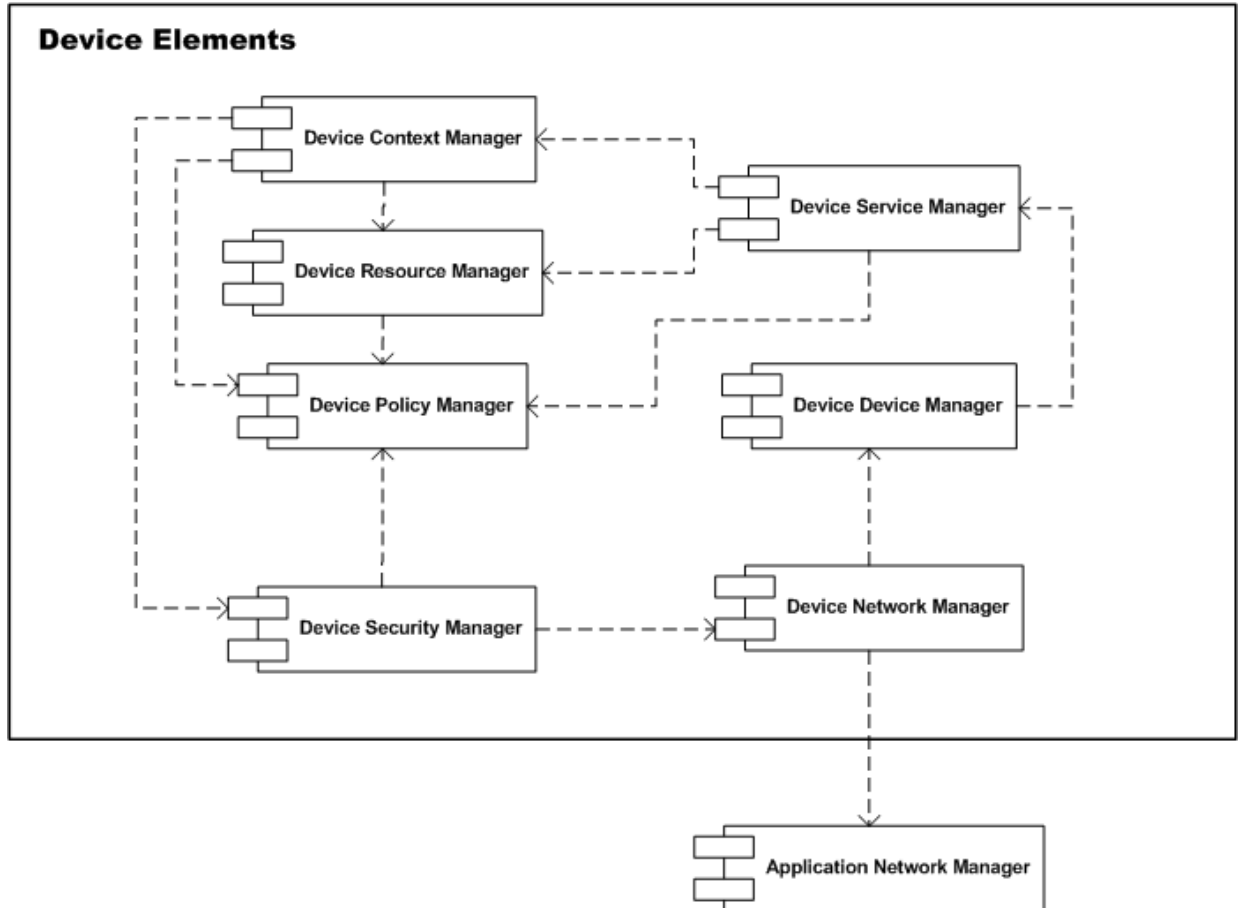 Device Elements
Device Context Manager
Device Service Manager
Device Resource Manager
Device Policy Manager
Device Device Manager
Device Security Manager
Device Network Manager
Application Network Manager